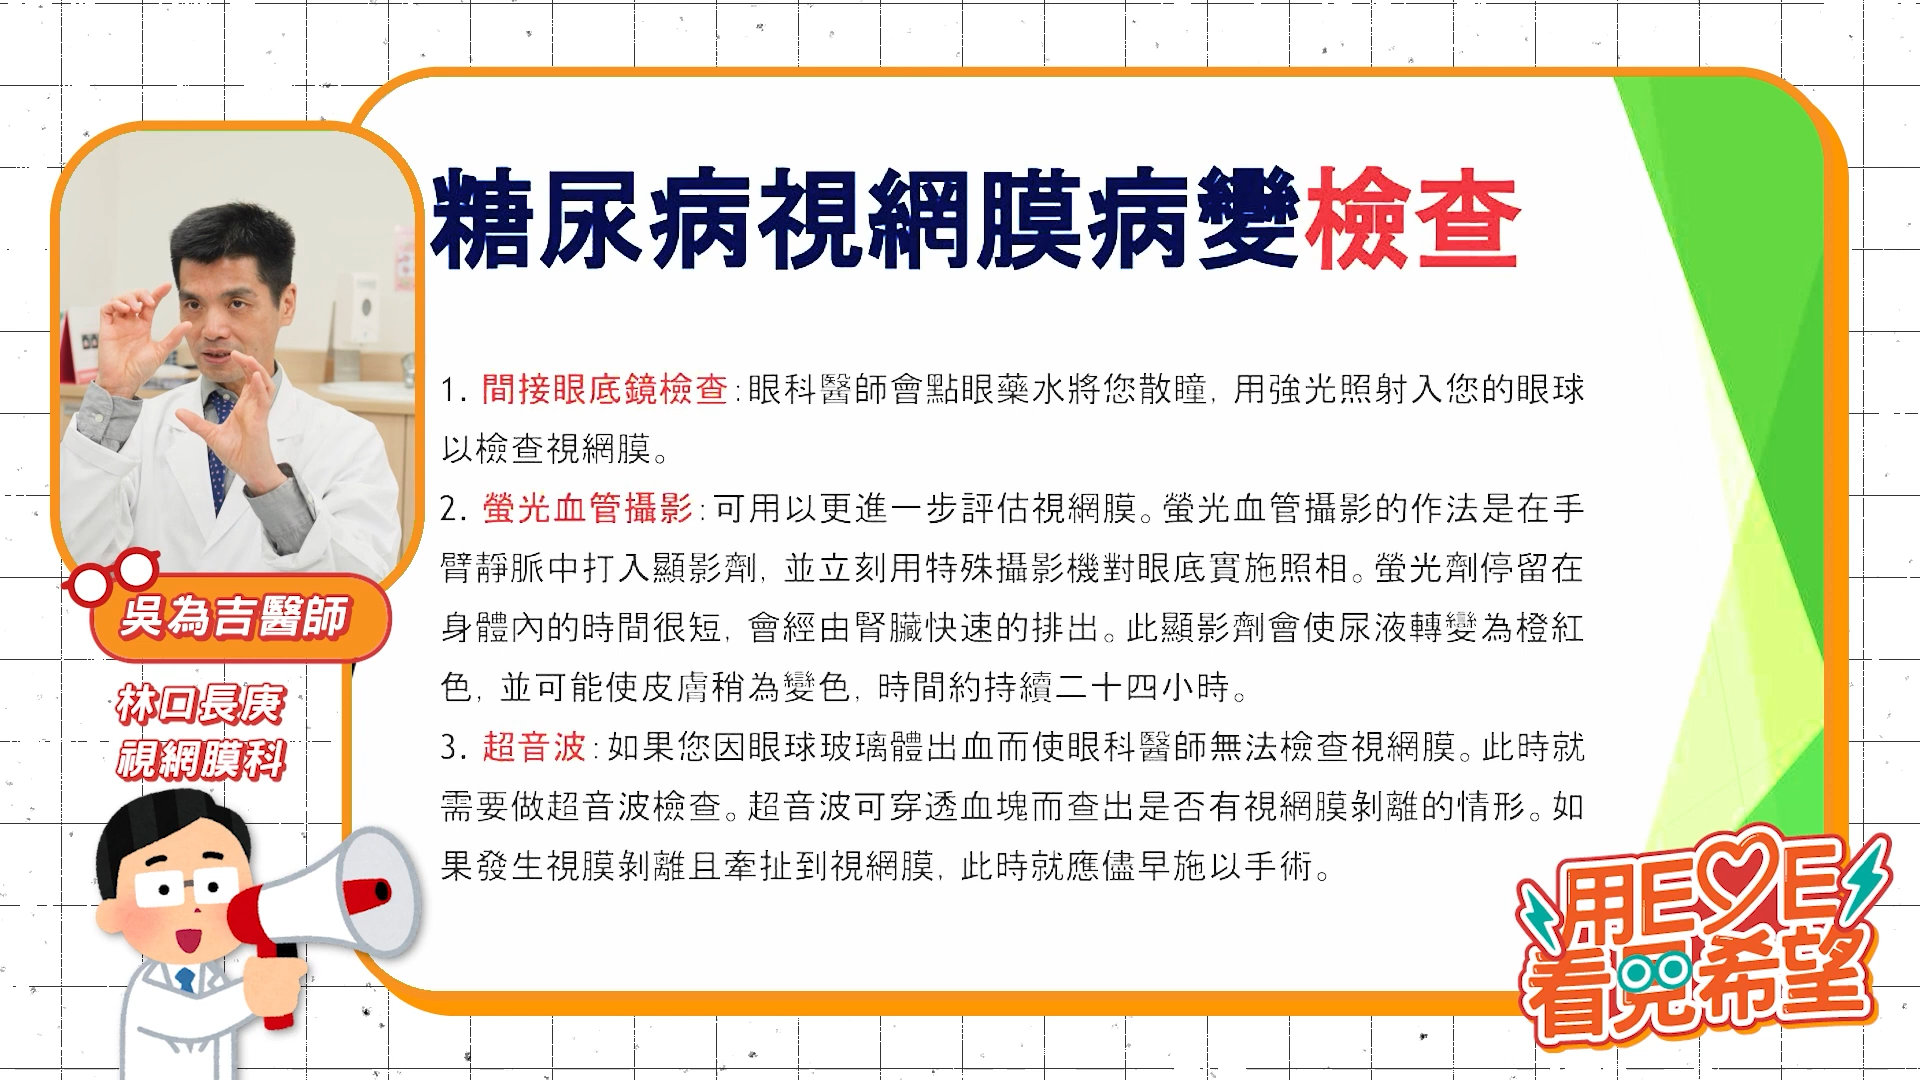 糖尿病視網膜病變檢查
1. 間接眼底鏡檢查:眼科醫師會點眼藥水將您散瞳, 用強光照射入您的眼球
以檢查視網膜。
2. 螢光血管攝影:可用以更進一步評估視網膜。螢光血管攝影的作法是在手
臂靜脈中打入顯影劑, 並立刻用特殊攝影機對眼底實施照相。螢光劑停留在
身體內的時間很短, 會經由腎臟快速的排出。此顯影劑會使尿液轉變為橙紅
色, 並可能使皮膚稍為變色, 時間約持續二十四小時。
3. 超音波:如果您因眼球玻璃體出血而使眼科醫師無法檢查視網膜。此時就
需要做超音波檢查。超音波可穿透血塊而查出是否有視網膜剝離的情形。如
果發生視膜剝離且牽扯到視網膜, 此時就應儘早施以手術。
吳為吉醫師
林口長庚
視網膜科
用EYE
看見希望